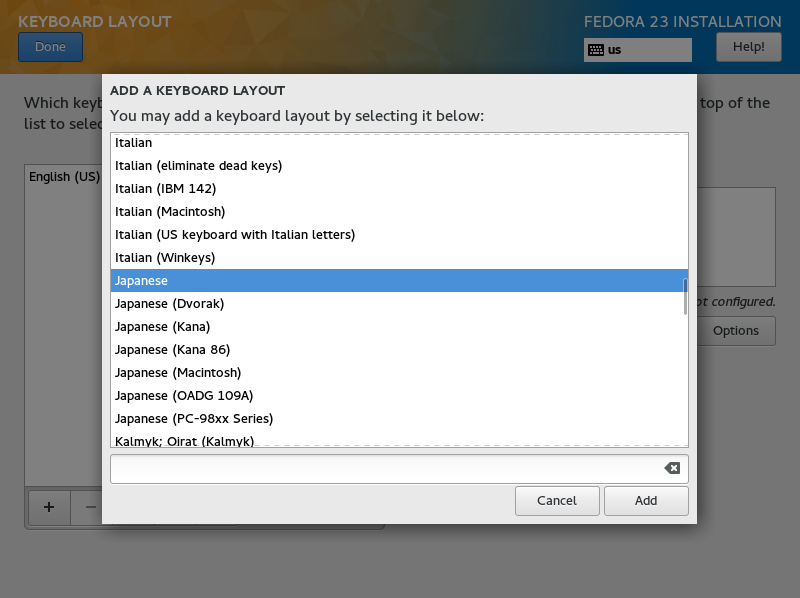 KEYBOARD LAYOUT
FEDORA 23 INSTALLATION
Done
us
Help!
Which keyb
top of the
list to selec
ADD A KEYBOARD LAYOUT
You may add a keyboard layout by selecting it below:
English (US)
Italian
Italian (eliminate dead keys)
Italian (IBM 142)
Italian (Macintosh)
Italian (US keyboard with Italian letters)
Italian (Winkeys)
Japanese
Japanese (Dvorak)
Japanese (Kana)
Japanese (Kana 86)
Japanese (Macintosh)
Japanese (OADG 109A)
Japanese (PC-98xx Series)
Kalmyk; Oirat (Kalmyk)
ot configured.
Options
Cancel
Add